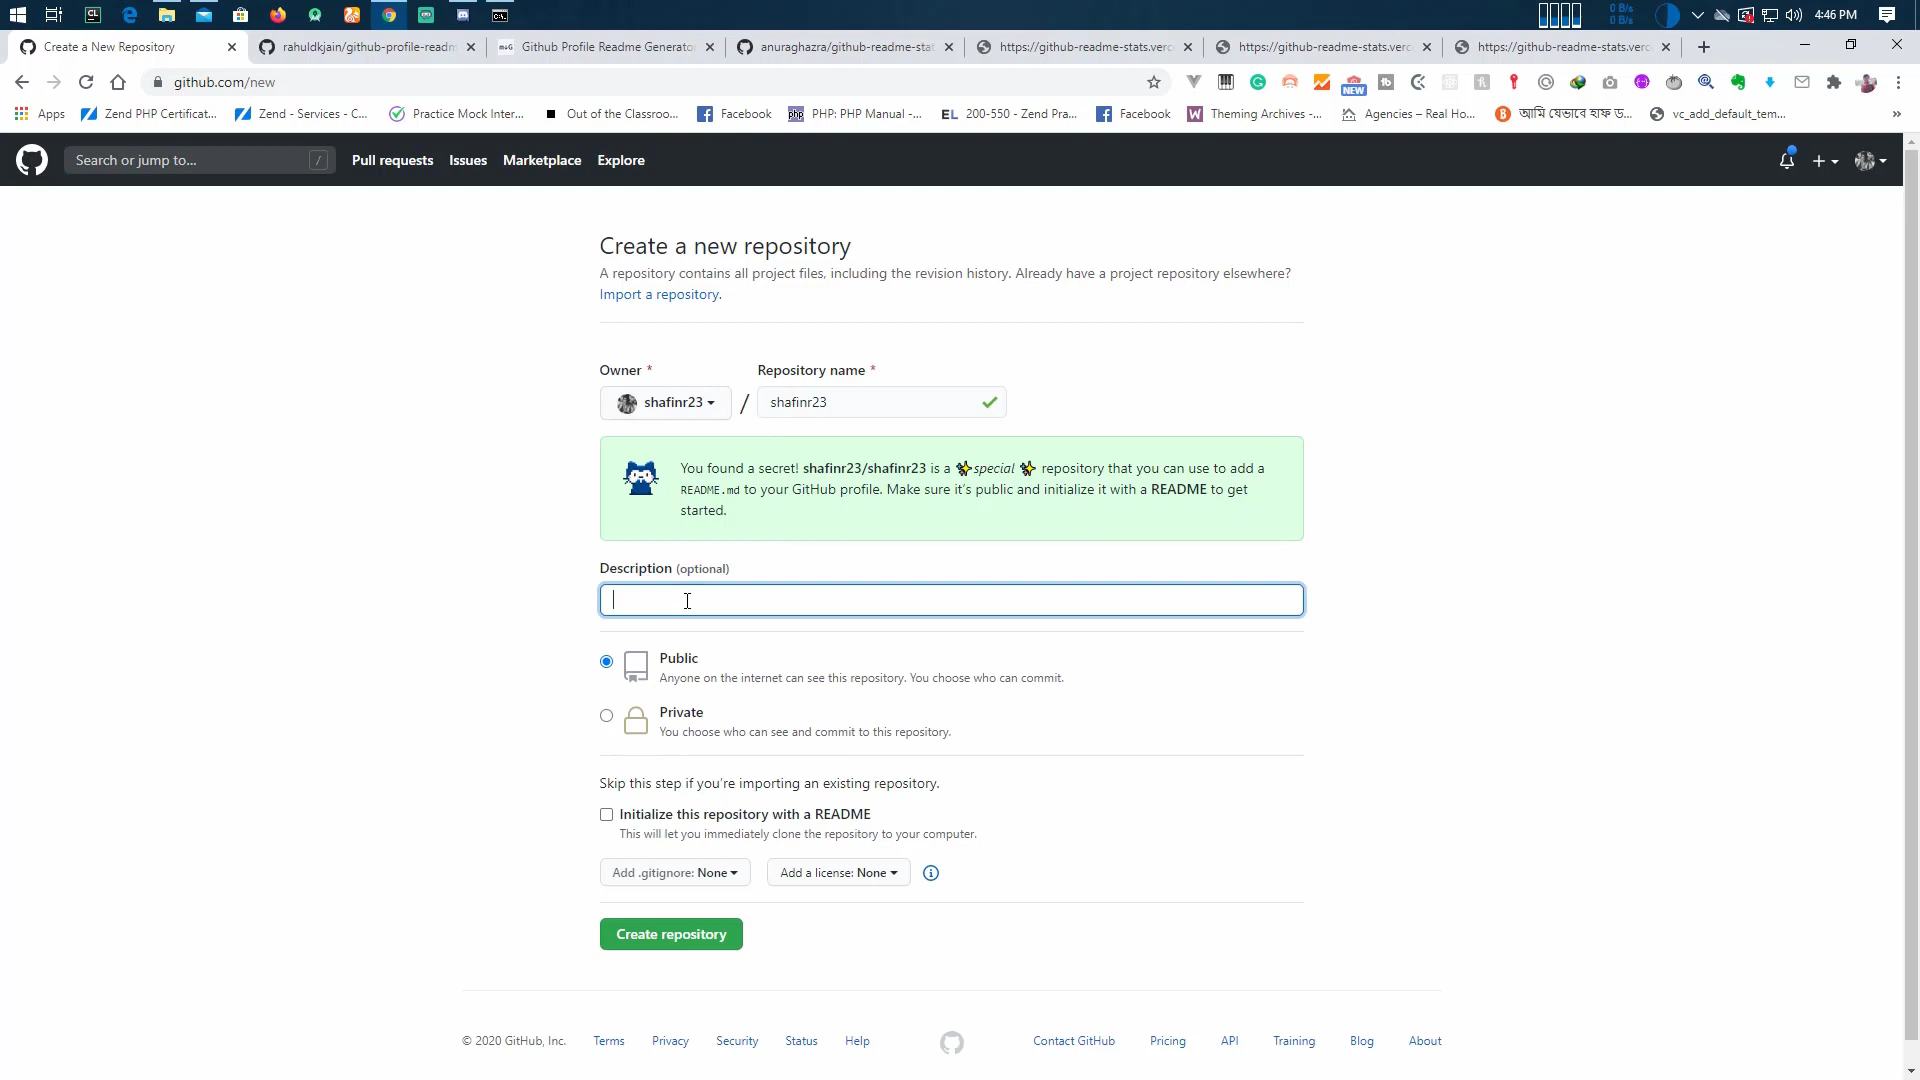 CL
4:46 PM
0 B/s
0 B/s
Create a New Repository
rahuldkjain/github-profile-readm
Github Profile Readme Generator
anuraghazra/github-readme-stat
https://github-readme-stats.verc
https://github-readme-stats.verc
https://github-readme-stats.verc
github.com/new
NEW
Apps
Zend PHP Certificat...
Zend - Services - C...
Practice Mock Inter...
Out of the Classroo...
Facebook
php PHP: PHP Manual -...
EL 200-550 - Zend Pra...
Facebook
W Theming Archives -...
Agencies – Real Ho...
B আমি যেভাবে হাফ ড...
vc_add_default_tem...
»
Search or jump to... /
Pull requests
Issues
Marketplace
Explore
Create a new repository
A repository contains all project files, including the revision history. Already have a project repository elsewhere?
Import a repository.
Owner *
Repository name *
shafinr23 / shafinr23
You found a secret! shafinr23/shafinr23 is a ✨special ✨ repository that you can use to add a
README.md to your GitHub profile. Make sure it’s public and initialize it with a README to get
started.
Description (optional)
Public
Anyone on the internet can see this repository. You choose who can commit.
Private
You choose who can see and commit to this repository.
Skip this step if you’re importing an existing repository.
Initialize this repository with a README
This will let you immediately clone the repository to your computer.
Add .gitignore: None
Add a license: None
Create repository
© 2020 GitHub, Inc.
Terms
Privacy
Security
Status
Help
Contact GitHub
Pricing
API
Training
Blog
About